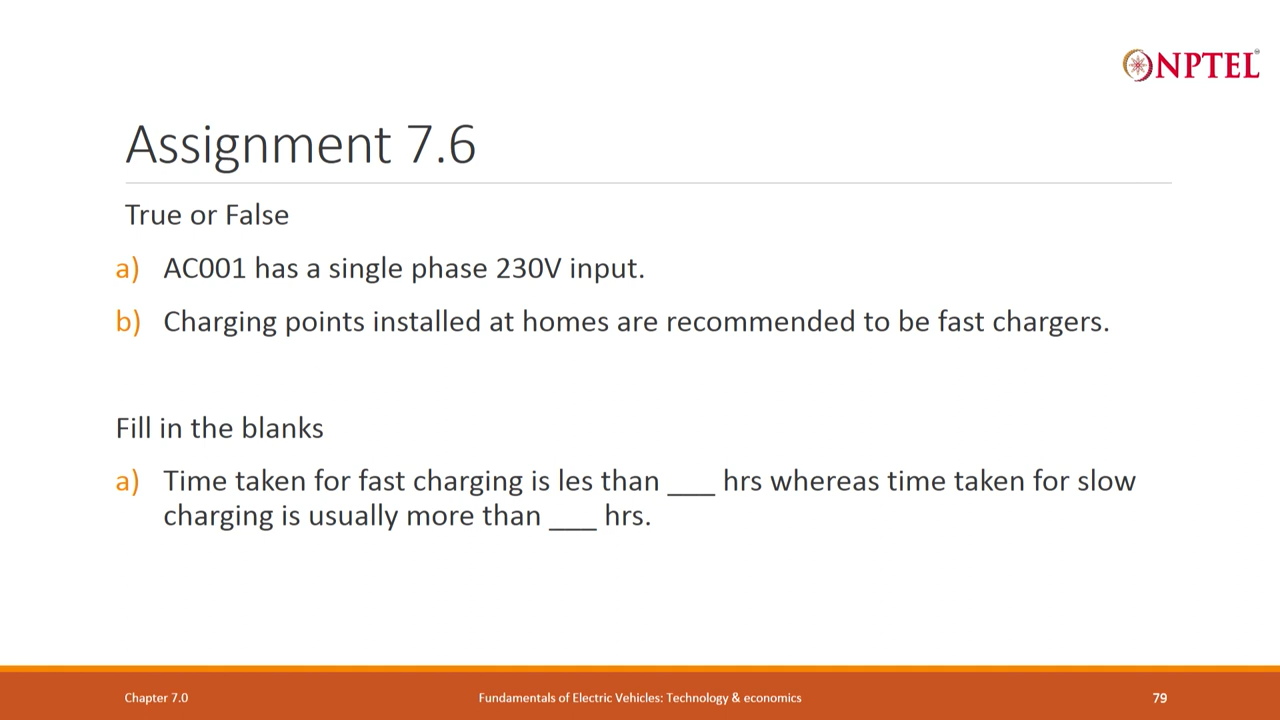 NPTEL
Assignment 7.6
True or False
a) AC001 has a single phase 230V input.
b) Charging points installed at homes are recommended to be fast chargers.
Fill in the blanks
a) Time taken for fast charging is les than ___ hrs whereas time taken for slow
charging is usually more than ___ hrs.
Chapter 7.0 Fundamentals of Electric Vehicles: Technology & economics 79